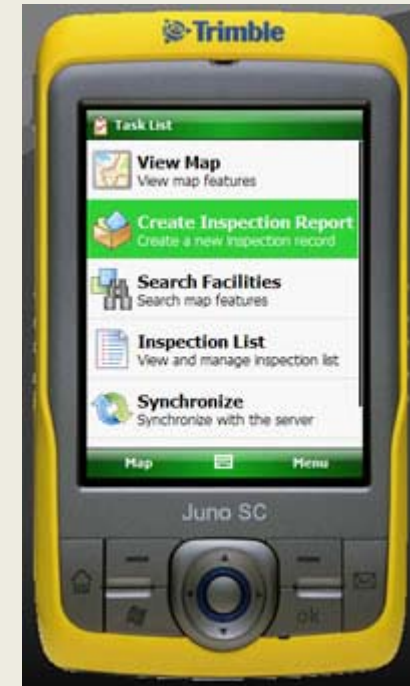 Trimble
Task List
View Map
View map features
Create Inspection Report
Create a new inspection record
Search Facilities
Search map features
Inspection List
View and manage inspection list
Synchronize
Synchronize with the server
Map Menu
Juno SC
ok